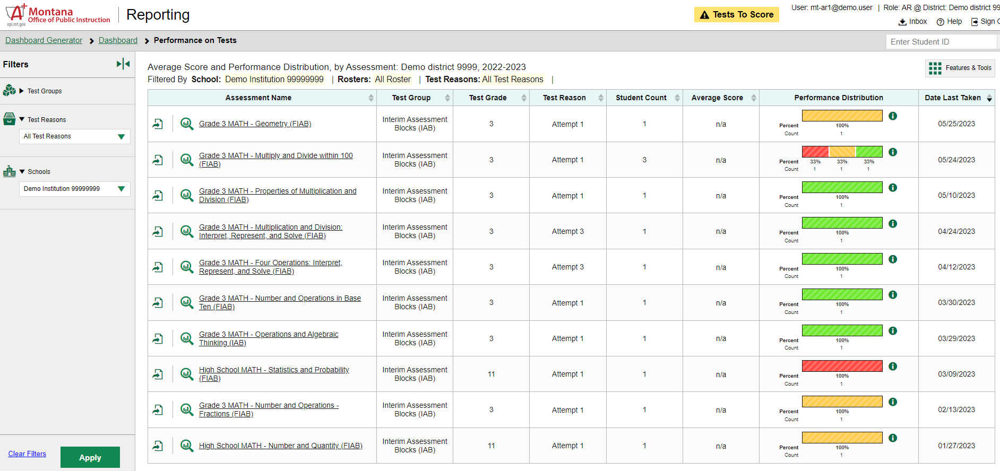 Montana
Office of Public Instruction
opi.mt.gov
Reporting
Tests To Score
User: mt-ar1@demo.user | Role: AR @ District: Demo district 99
Inbox Help Sign
Dashboard Generator Dashboard Performance on Tests
Enter Student ID
Filters
Test Groups
Test Reasons
All Test Reasons
Schools
Demo Institution 99999999
Clear Filters
Apply
Average Score and Performance Distribution, by Assessment: Demo district 9999, 2022-2023
Filtered By School: Demo Institution 99999999 | Rosters: All Roster | Test Reasons: All Test Reasons |
Features & Tools
Assessment Name Test Group Test Grade Test Reason Student Count Average Score Performance Distribution Date Last Taken
Grade 3 MATH - Geometry (FIAB)
Interim Assessment
Blocks (IAB)
3 Attempt 1 1 n/a
Percent 100%
Count 1
05/25/2023
Grade 3 MATH - Multiply and Divide within 100
(FIAB)
Interim Assessment
Blocks (IAB)
3 Attempt 1 3 n/a
Percent 33% 33% 33%
Count 1 1 1
05/24/2023
Grade 3 MATH - Properties of Multiplication and
Division (FIAB)
Interim Assessment
Blocks (IAB)
3 Attempt 1 1 n/a
Percent 100%
Count 1
05/10/2023
Grade 3 MATH - Multiplication and Division:
Interpret, Represent, and Solve (FIAB)
Interim Assessment
Blocks (IAB)
3 Attempt 3 1 n/a
Percent 100%
Count 1
04/24/2023
Grade 3 MATH - Four Operations: Interpret,
Represent, and Solve (FIAB)
Interim Assessment
Blocks (IAB)
3 Attempt 3 1 n/a
Percent 100%
Count 1
04/12/2023
Grade 3 MATH - Number and Operations in Base
Ten (FIAB)
Interim Assessment
Blocks (IAB)
3 Attempt 1 1 n/a
Percent 100%
Count 1
03/30/2023
Grade 3 MATH - Operations and Algebraic
Thinking (IAB)
Interim Assessment
Blocks (IAB)
3 Attempt 1 1 n/a
Percent 100%
Count 1
03/29/2023
High School MATH - Statistics and Probability
(FIAB)
Interim Assessment
Blocks (IAB)
11 Attempt 1 1 n/a
Percent 100%
Count 1
03/09/2023
Grade 3 MATH - Number and Operations -
Fractions (FIAB)
Interim Assessment
Blocks (IAB)
3 Attempt 1 1 n/a
Percent 100%
Count 1
02/13/2023
High School MATH - Number and Quantity (FIAB)
Interim Assessment
Blocks (IAB)
11 Attempt 1 1 n/a
Percent 100%
Count 1
01/27/2023